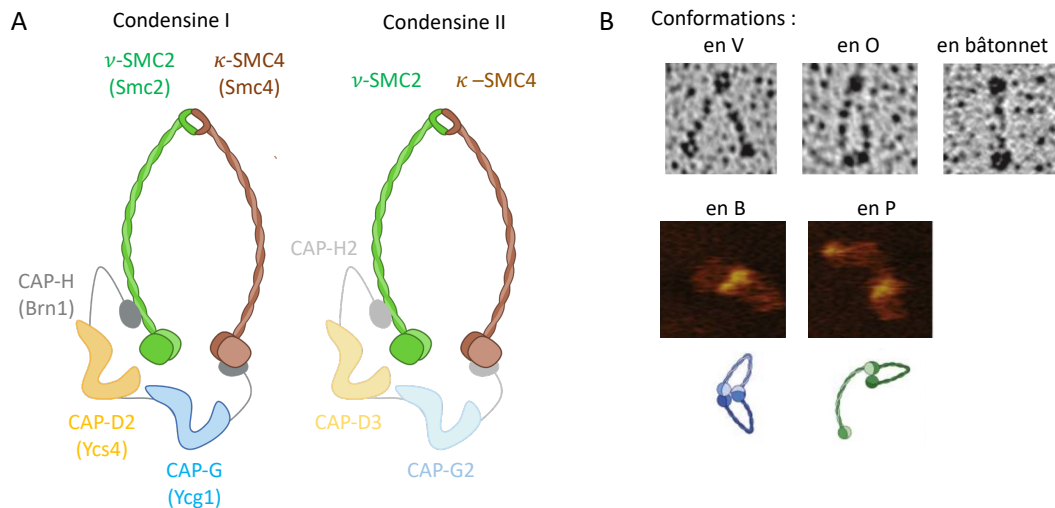 A
Condensine I
ν-SMC2
(Smc2)
κ-SMC4
(Smc4)
CAP-H
(Brn1)
CAP-D2
(Ycs4)
CAP-G
(Ycg1)
Condensine II
ν-SMC2
κ –SMC4
CAP-H2
CAP-D3
CAP-G2
B
Conformations :
en V
en O
en bâtonnet
en B
en P